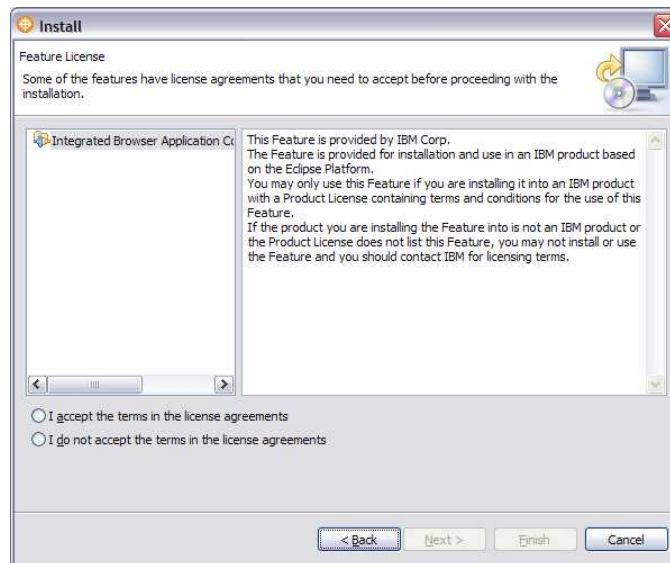 Install
Feature License
Some of the features have license agreements that you need to accept before proceeding with the
installation.
Integrated Browser Application Co
This Feature is provided by IBM Corp.
The Feature is provided for installation and use in an IBM product based
on the Eclipse Platform.
You may only use this Feature if you are installing it into an IBM product
with a Product License containing terms and conditions for the use of this
Feature.
If the product you are installing the Feature into is not an IBM product or
the Product License does not list this Feature, you may not install or use
the Feature and you should contact IBM for licensing terms.
I accept the terms in the license agreements
I do not accept the terms in the license agreements
< Back
Next >
Finish
Cancel